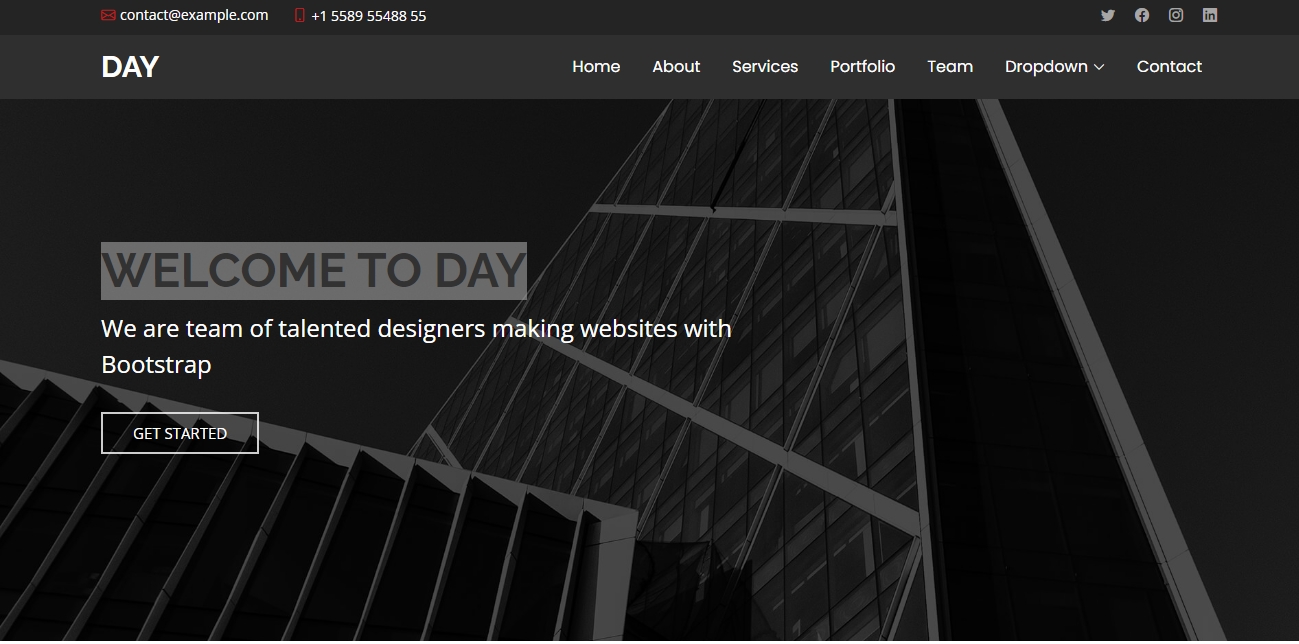 contact@example.com +1 5589 55488 55
DAY Home About Services Portfolio Team Dropdown Contact
WELCOME TO DAY
We are team of talented designers making websites with
Bootstrap
GET STARTED